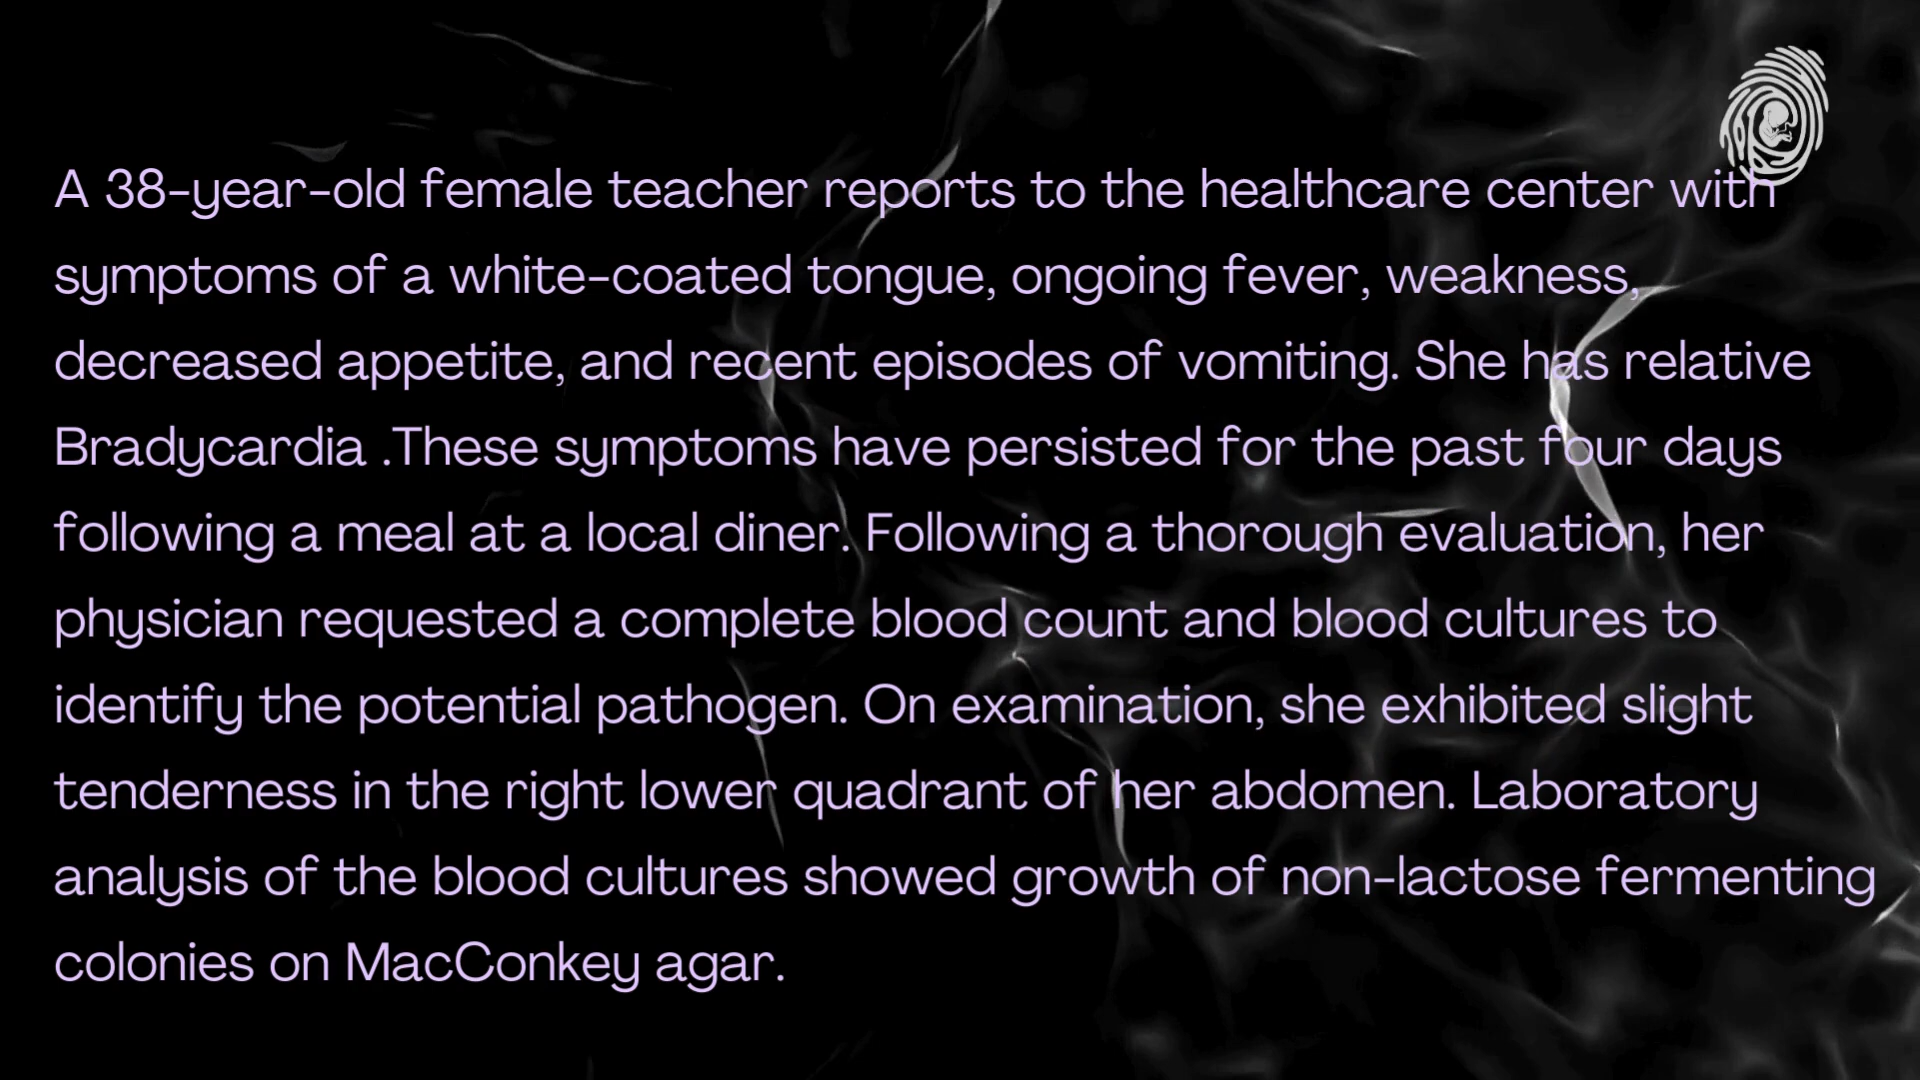 A 38-year-old female teacher reports to the healthcare center with
symptoms of a white-coated tongue, ongoing fever, weakness,
decreased appetite, and recent episodes of vomiting. She has relative
Bradycardia .These symptoms have persisted for the past four days
following a meal at a local diner. Following a thorough evaluation, her
physician requested a complete blood count and blood cultures to
identify the potential pathogen. On examination, she exhibited slight
tenderness in the right lower quadrant of her abdomen. Laboratory
analysis of the blood cultures showed growth of non-lactose fermenting
colonies on MacConkey agar.